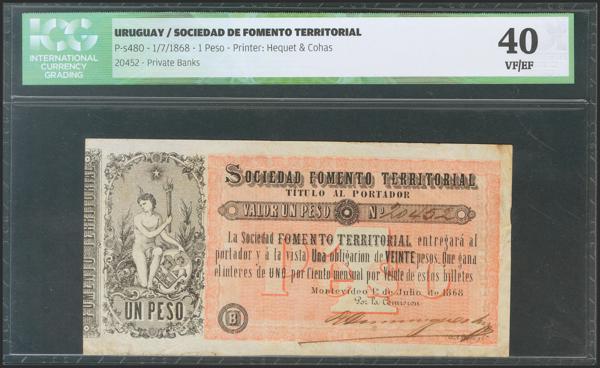 ICG
INTERNATIONAL
CURRENCY
GRADING
URUGUAY / SOCIEDAD DE FOMENTO TERRITORIAL
P-s480 - 1/7/1868 - 1 Peso - Printer: Hequet & Cohas
20452 - Private Banks
40
VF/EF
FOMENTO TERRITORIAL
UN PESO
SOCIEDAD FOMENTO TERRITORIAL
TÍTULO AL PORTADOR
VALOR UN PESO Nº 20452
La Sociedad FOMENTO TERRITORIAL entregará al
portador y á la vista Una obligacion de VEINTE pesos. Que gana
el interes de UNO por Ciento mensual por Veinte de estos billetes
Montevideo 1º de Julio de 1868
Por la Comision
B